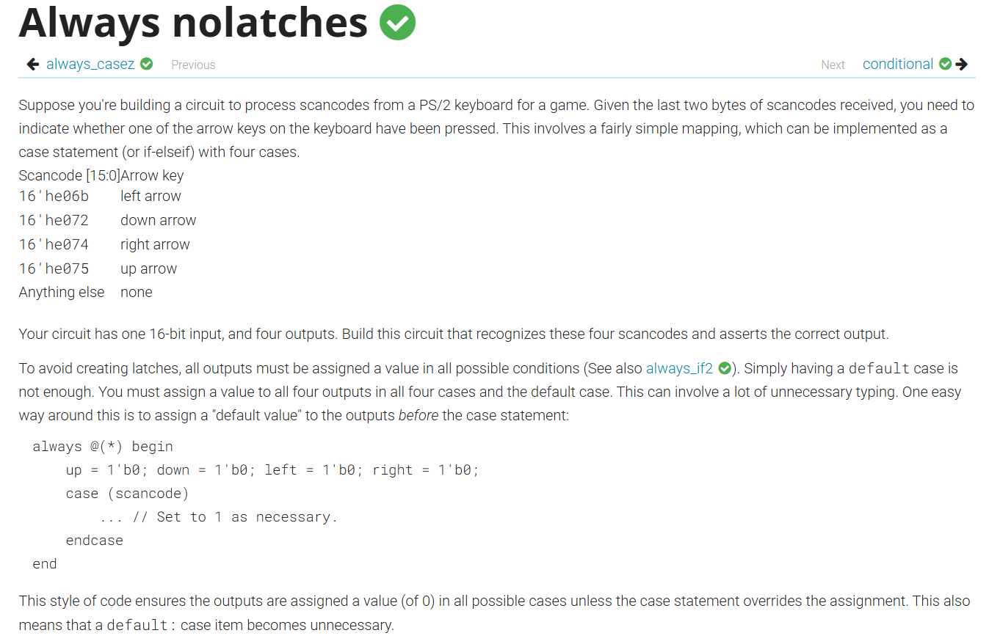 Always nolatches
always_casez Previous Next conditional
Suppose you're building a circuit to process scancodes from a PS/2 keyboard for a game. Given the last two bytes of scancodes received, you need to
indicate whether one of the arrow keys on the keyboard have been pressed. This involves a fairly simple mapping, which can be implemented as a
case statement (or if-elseif) with four cases.
Scancode [15:0]Arrow key
16'he06b left arrow
16'he072 down arrow
16'he074 right arrow
16'he075 up arrow
Anything else none
Your circuit has one 16-bit input, and four outputs. Build this circuit that recognizes these four scancodes and asserts the correct output.
To avoid creating latches, all outputs must be assigned a value in all possible conditions (See also always_if2 ). Simply having a default case is
not enough. You must assign a value to all four outputs in all four cases and the default case. This can involve a lot of unnecessary typing. One easy
way around this is to assign a "default value" to the outputs before the case statement:
always @(*) begin
    up = 1'b0; down = 1'b0; left = 1'b0; right = 1'b0;
    case (scancode)
        ... // Set to 1 as necessary.
    endcase
end
This style of code ensures the outputs are assigned a value (of 0) in all possible cases unless the case statement overrides the assignment. This also
means that a default: case item becomes unnecessary.